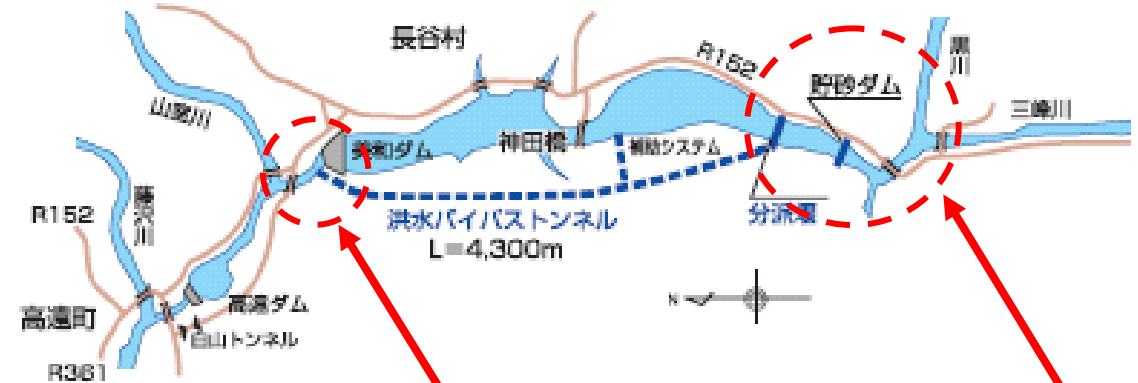 長谷村
R152
黒川
貯砂ダム
三峰川
山室川
美和ダム
神田橋
補助システム
分派堰
洪水バイパストンネル
L=4,300m
藤沢川
R152
高遠ダム
高遠町
白山トンネル
R361
N